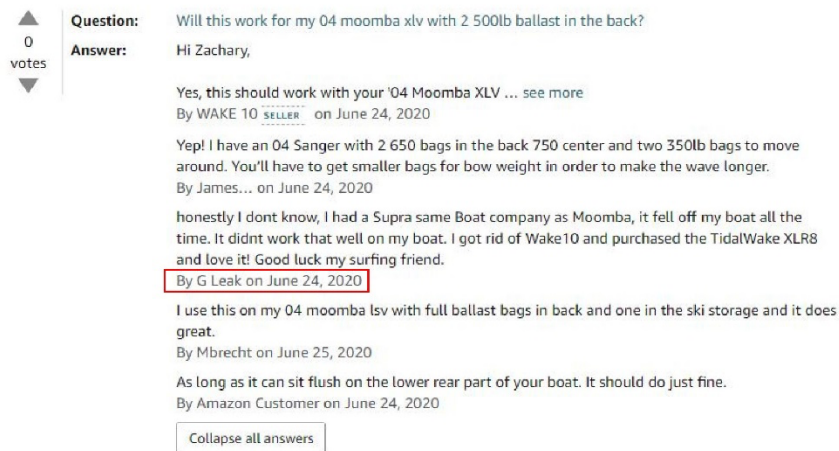 Question: Will this work for my 04 moomba xlv with 2 500lb ballast in the back?
0
votes
Answer: Hi Zachary,
Yes, this should work with your '04 Moomba XLV ... see more
By WAKE 10 SELLER on June 24, 2020
Yep! I have an 04 Sanger with 2 650 bags in the back 750 center and two 350lb bags to move
around. You'll have to get smaller bags for bow weight in order to make the wave longer.
By James... on June 24, 2020
honestly I dont know, I had a Supra same Boat company as Moomba, it fell off my boat all the
time. It didnt work that well on my boat. I got rid of Wake10 and purchased the TidalWake XLR8
and love it! Good luck my surfing friend.
By G Leak on June 24, 2020
I use this on my 04 moomba lsv with full ballast bags in back and one in the ski storage and it does
great.
By Mbrecht on June 25, 2020
As long as it can sit flush on the lower rear part of your boat. It should do just fine.
By Amazon Customer on June 24, 2020
Collapse all answers